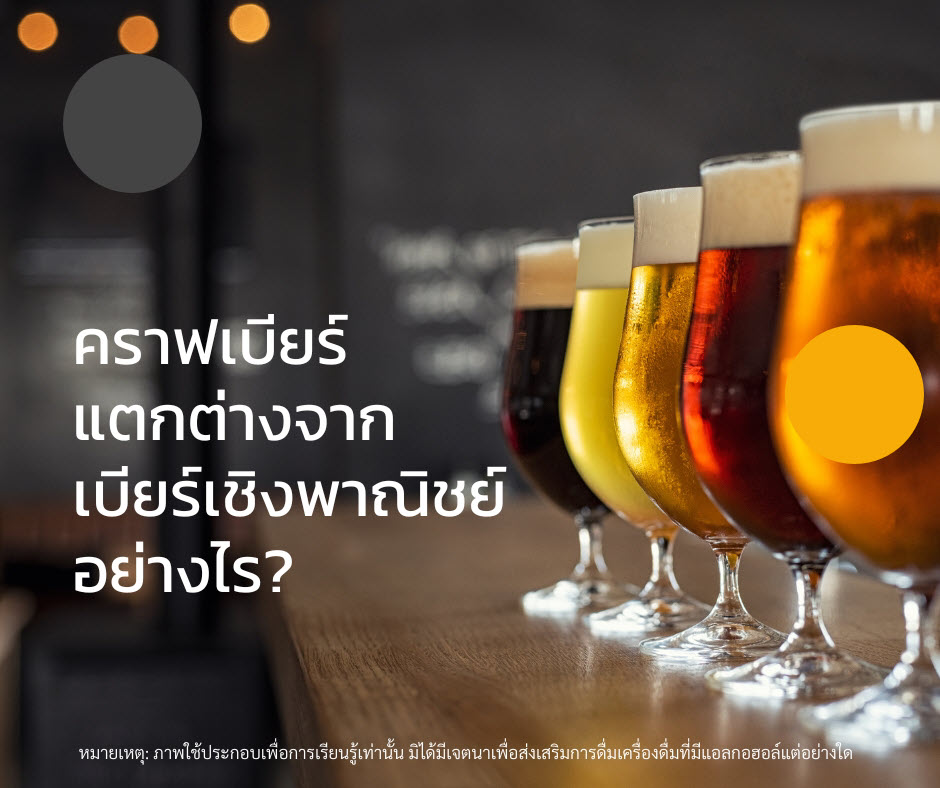 คราฟเบียร์
แตกต่างจาก
เบียร์เชิงพาณิชย์
อย่างไร?
หมายเหตุ: ภาพใช้ประกอบเพื่อการเรียนรู้เท่านั้น มิได้มีเจตนาเพื่อส่งเสริมการดื่มเครื่องดื่มที่มีแอลกอฮอล์แต่อย่างใด